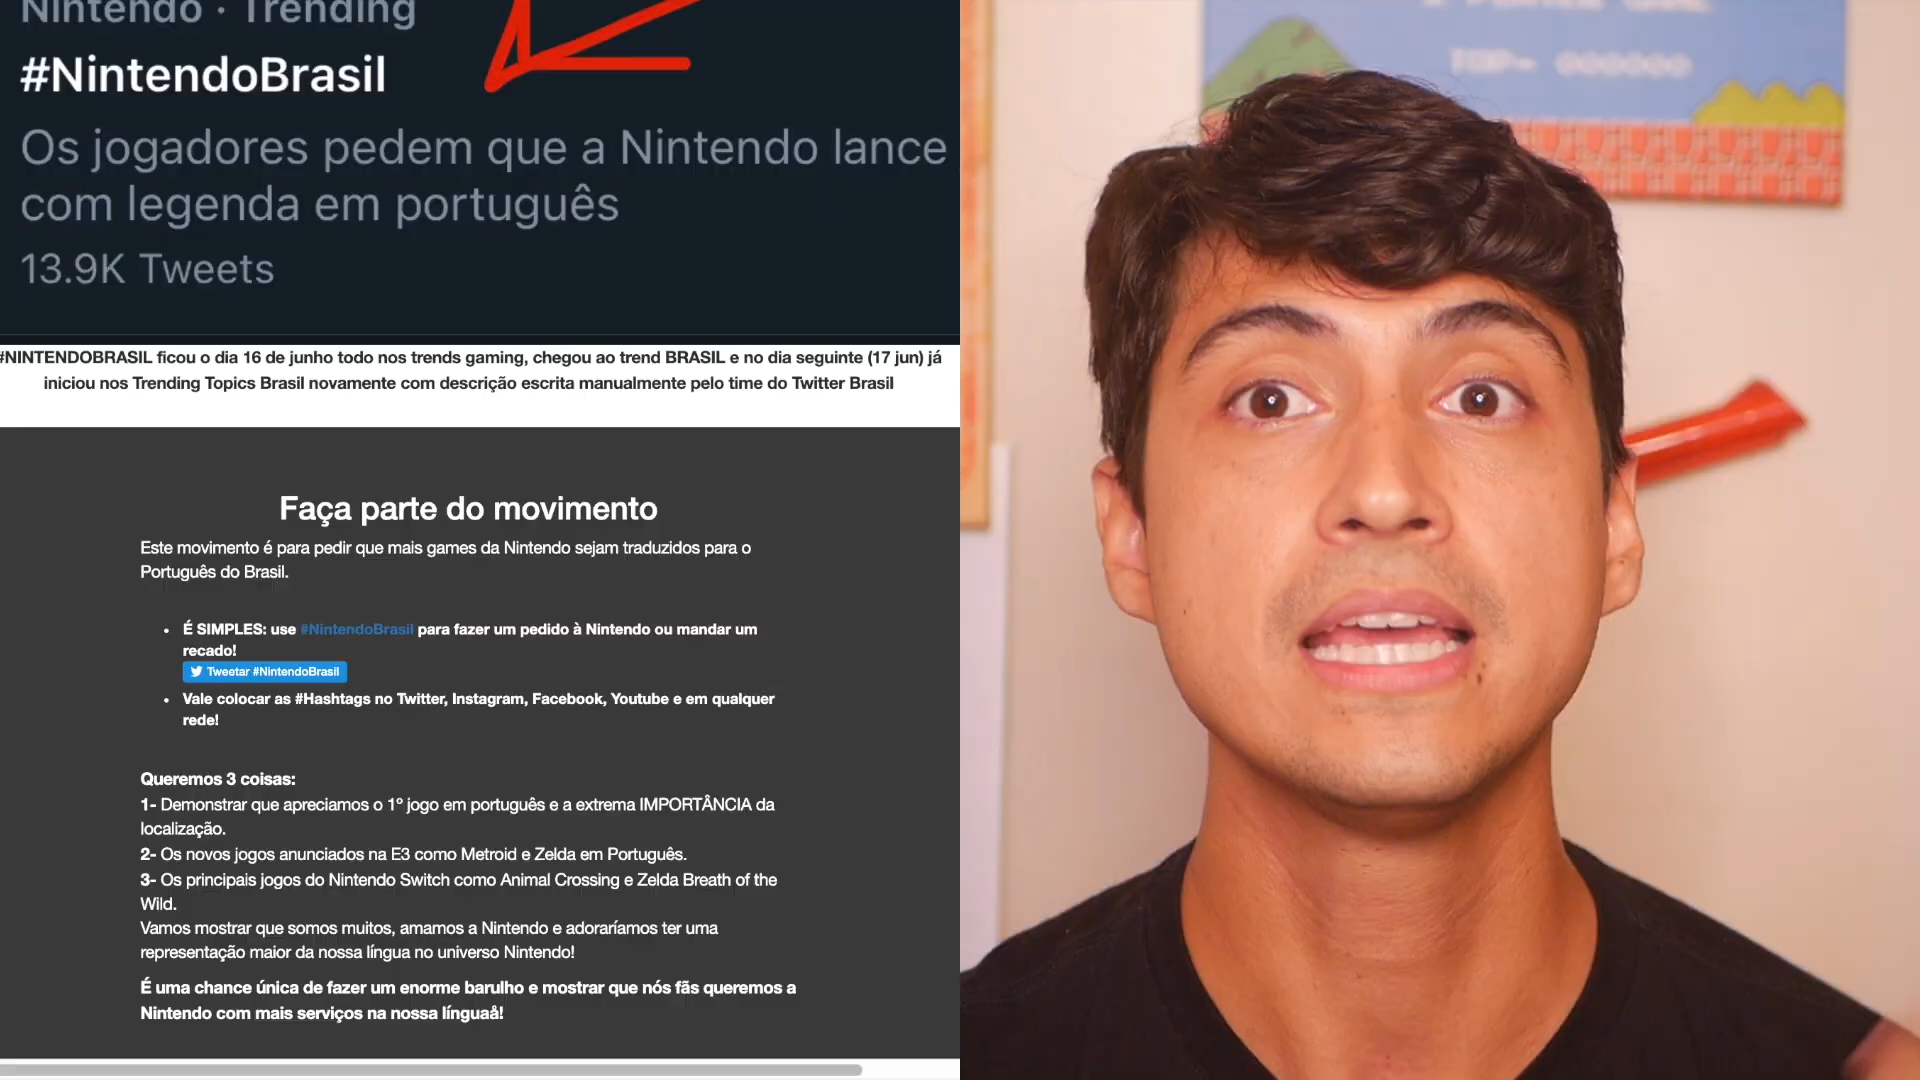 Nintendo · Trending
#NintendoBrasil
Os jogadores pedem que a Nintendo lance
com legenda em português
13.9K Tweets
#NINTENDOBRASIL ficou o dia 16 de junho todo nos trends gaming, chegou ao trend BRASIL e no dia seguinte (17 jun) já
iniciou nos Trending Topics Brasil novamente com descrição escrita manualmente pelo time do Twitter Brasil
Faça parte do movimento
Este movimento é para pedir que mais games da Nintendo sejam traduzidos para o
Português do Brasil.
• É SIMPLES: use #NintendoBrasil para fazer um pedido à Nintendo ou mandar um
recado!
Tweetar #NintendoBrasil
• Vale colocar as #Hashtags no Twitter, Instagram, Facebook, Youtube e em qualquer
rede!
Queremos 3 coisas:
1- Demonstrar que apreciamos o 1º jogo em português e a extrema IMPORTÂNCIA da
localização.
2- Os novos jogos anunciados na E3 como Metroid e Zelda em Português.
3- Os principais jogos do Nintendo Switch como Animal Crossing e Zelda Breath of the
Wild.
Vamos mostrar que somos muitos, amamos a Nintendo e adoraríamos ter uma
representação maior da nossa língua no universo Nintendo!
É uma chance única de fazer um enorme barulho e mostrar que nós fãs queremos a
Nintendo com mais serviços na nossa línguaå!
TOP- 000000